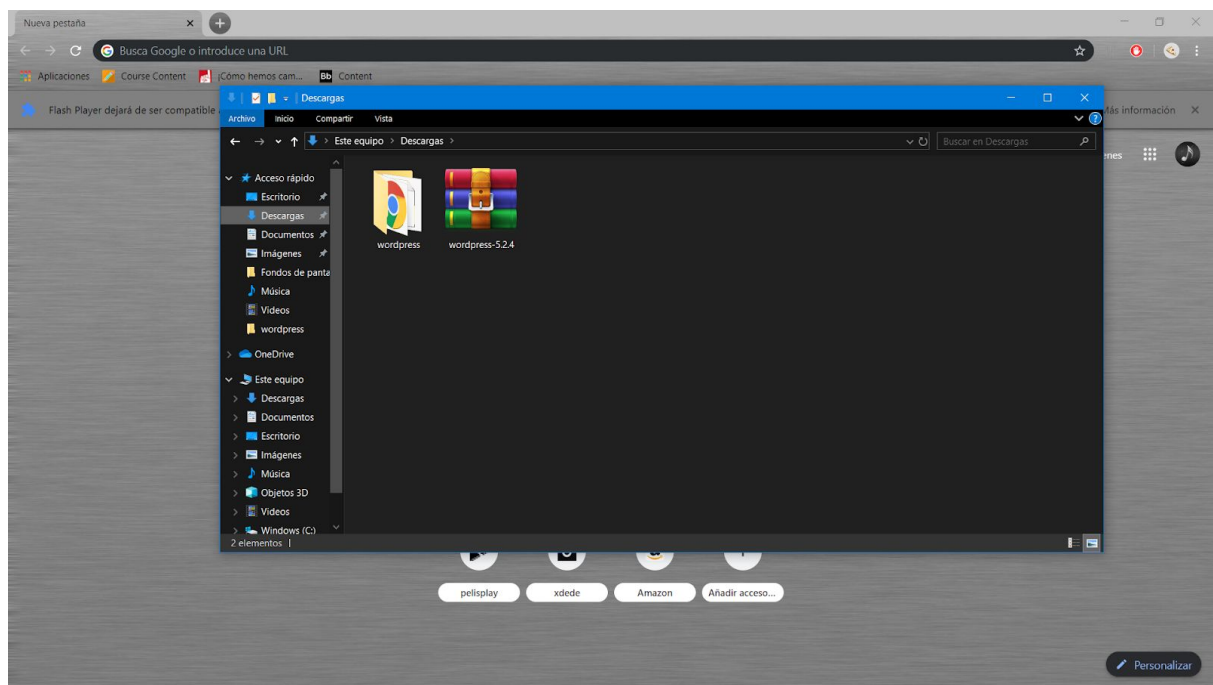 Nueva pestaña
Busca Google o introduce una URL
Aplicaciones Course Content ¡Cómo hemos cam... Bb Content
Flash Player dejará de ser compatible
Más información
Descargas
Archivo Inicio Compartir Vista
Este equipo > Descargas >
Buscar en Descargas
Acceso rápido
Escritorio
Descargas
Documentos
Imágenes
Fondos de panta
Música
Videos
wordpress
OneDrive
Este equipo
Descargas
Documentos
Escritorio
Imágenes
Música
Objetos 3D
Videos
Windows (C:)
wordpress
wordpress-5.2.4
2 elementos
pelisplay xdede Amazon Añadir acceso...
Personalizar